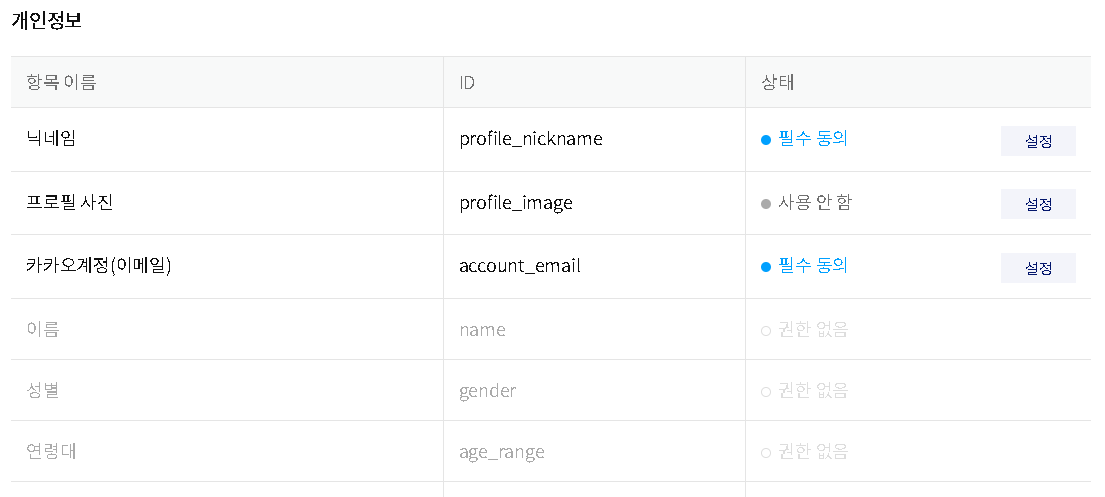 개인정보
항목 이름 ID 상태
닉네임 profile_nickname 필수 동의 설정
프로필 사진 profile_image 사용 안 함 설정
카카오계정(이메일) account_email 필수 동의 설정
이름 name 권한 없음
성별 gender 권한 없음
연령대 age_range 권한 없음